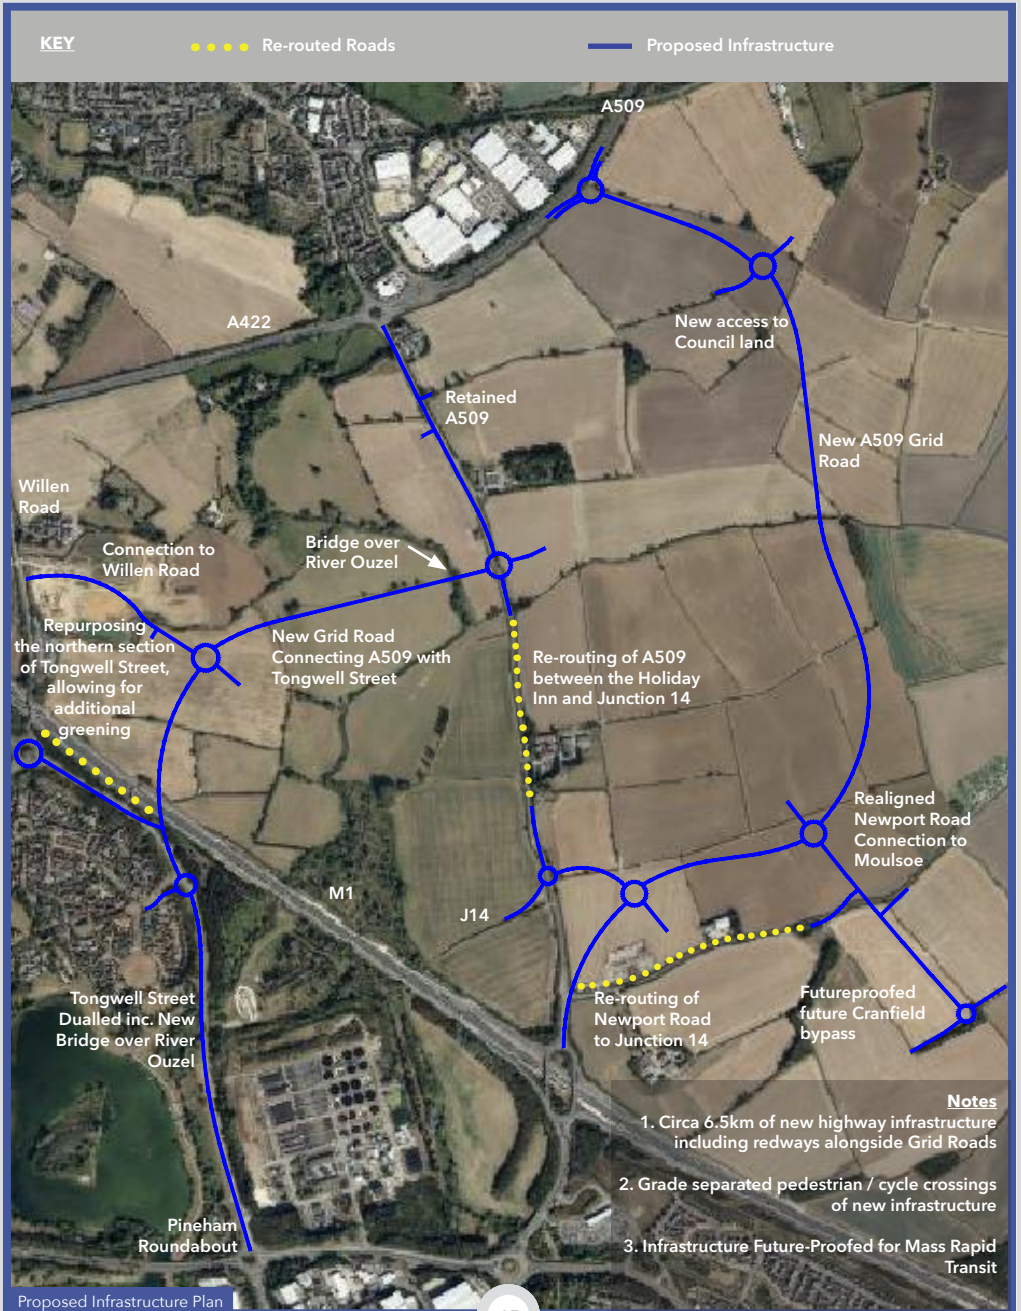 KEY
Re-routed Roads
Proposed Infrastructure
A509
A422
New access to
Council land
Retained
A509
New A509 Grid
Road
Willen
Road
Connection to
Willen Road
Bridge over
River Ouzel
Repurposing
the northern section
of Tongwell Street,
allowing for
additional
greening
New Grid Road
Connecting A509 with
Tongwell Street
Re-routing of A509
between the Holiday
Inn and Junction 14
Realigned
Newport Road
Connection to
Moulsoe
M1
J14
Tongwell Street
Dualled inc. New
Bridge over River
Ouzel
Re-routing of
Newport Road
to Junction 14
Futureproofed
future Cranfield
bypass
Pineham
Roundabout
Notes
1. Circa 6.5km of new highway infrastructure
including redways alongside Grid Roads
2. Grade separated pedestrian / cycle crossings
of new infrastructure
3. Infrastructure Future-Proofed for Mass Rapid
Transit
Proposed Infrastructure Plan